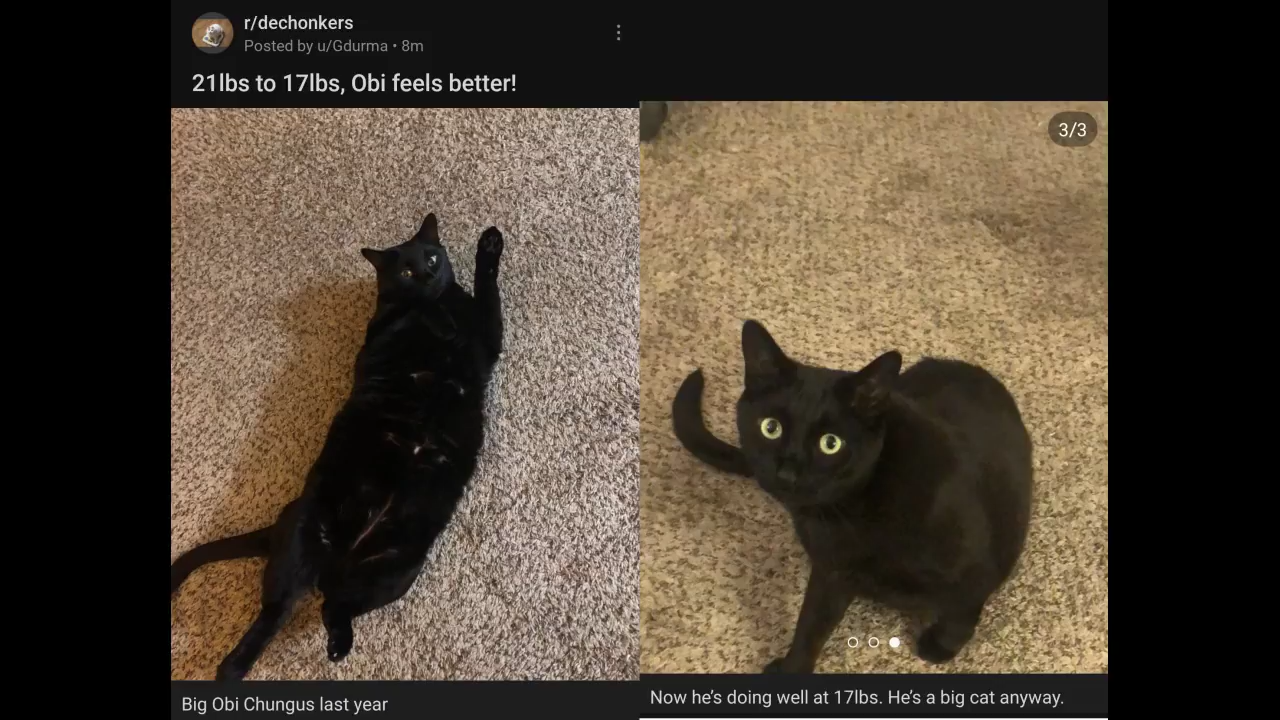 r/dechonkers
Posted by u/Gdurma • 8m
21lbs to 17lbs, Obi feels better!
3/3
Big Obi Chungus last year
Now he's doing well at 17lbs. He's a big cat anyway.